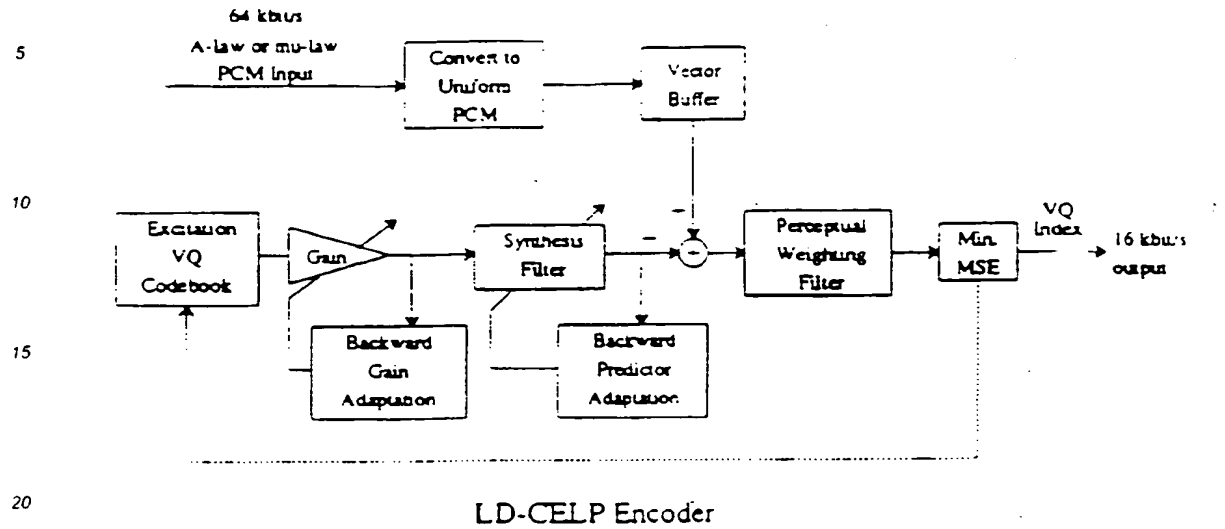 64 kbit/s
5
A-law or mu-law
PCM Input
Convert to
Uniform
PCM
Vector
Buffer
10
Excitation
VQ
Codebook
Gain
Synthesis
Filter
Perceptual
Weighting
Filter
Min.
MSE
VQ
Index
16 kbit/s
output
15
Backward
Gain
Adaptation
Backward
Predictor
Adaptation
20
LD-CELP Encoder